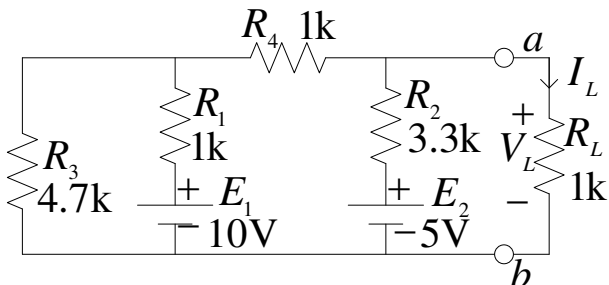 R4 1k
a
IL
R1
1k
R2
3.3k
+
VL
−
RL
1k
R3
4.7k
+
E1
−
10V
+
E2
−
5V
b